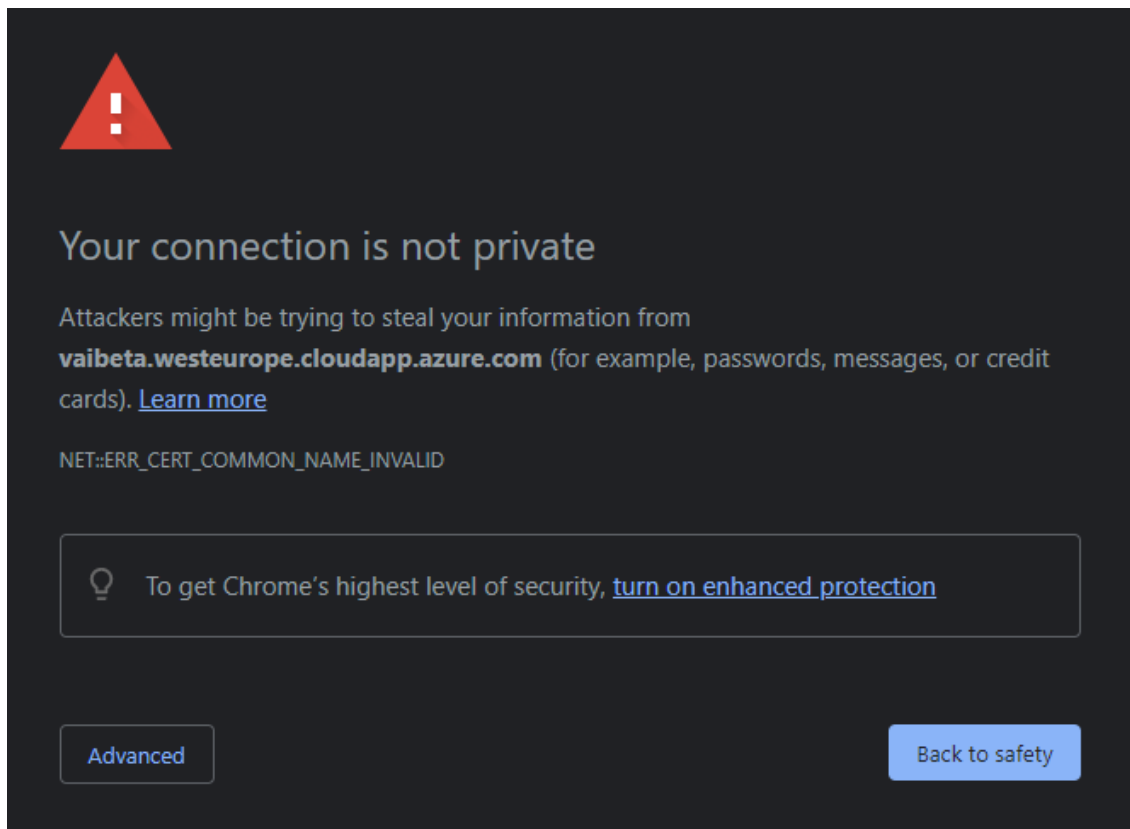 Your connection is not private
Attackers might be trying to steal your information from
vaibeta.westeurope.cloudapp.azure.com (for example, passwords, messages, or credit
cards). Learn more
NET::ERR_CERT_COMMON_NAME_INVALID
To get Chrome’s highest level of security, turn on enhanced protection
Advanced
Back to safety